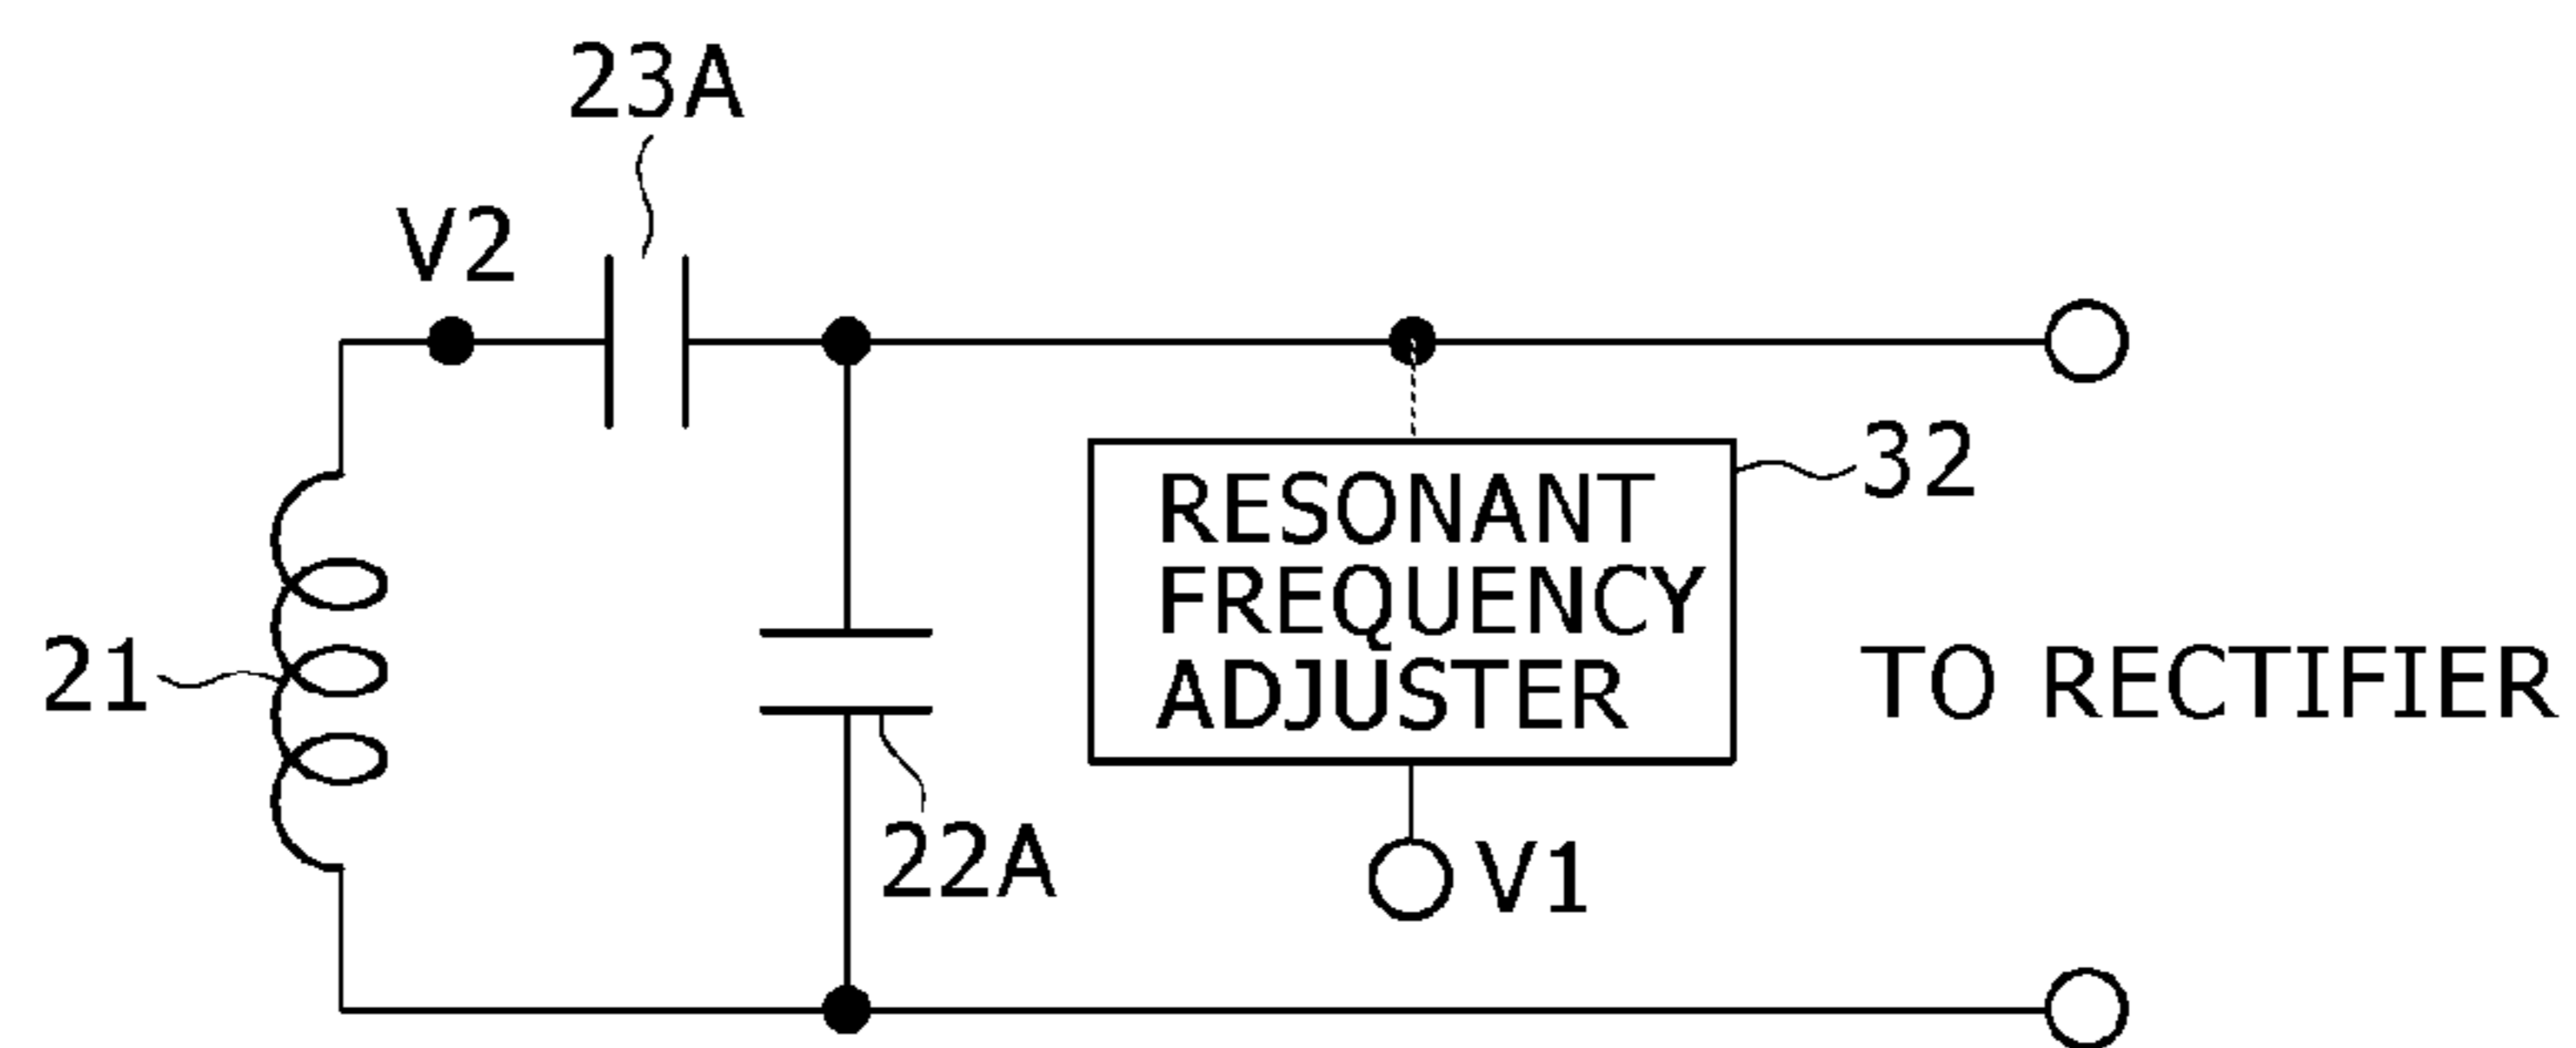 23A
V2
32
RESONANT
FREQUENCY
ADJUSTER
21
TO RECTIFIER
22A
V1